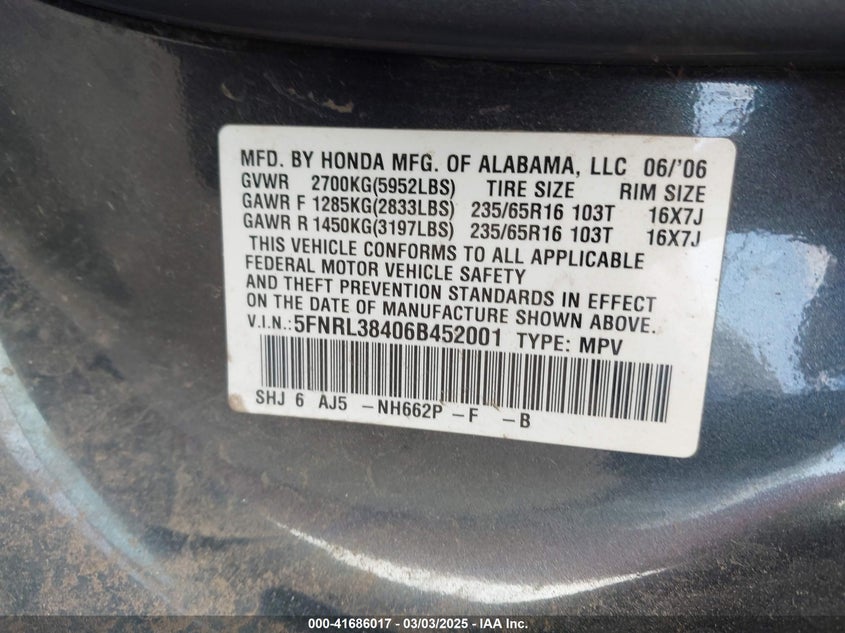 MFD. BY HONDA MFG. OF ALABAMA, LLC 06/'06
GVWR 2700KG(5952LBS) TIRE SIZE RIM SIZE
GAWR F 1285KG(2833LBS) 235/65R16 103T 16X7J
GAWR R 1450KG(3197LBS) 235/65R16 103T 16X7J
THIS VEHICLE CONFORMS TO ALL APPLICABLE
FEDERAL MOTOR VEHICLE SAFETY
AND THEFT PREVENTION STANDARDS IN EFFECT
ON THE DATE OF MANUFACTURE SHOWN ABOVE.
V.I.N.:5FNRL38406B452001 TYPE: MPV
SHJ 6 AJ5 -NH662P -F -B
000-41686017 - 03/03/2025 - IAA Inc.